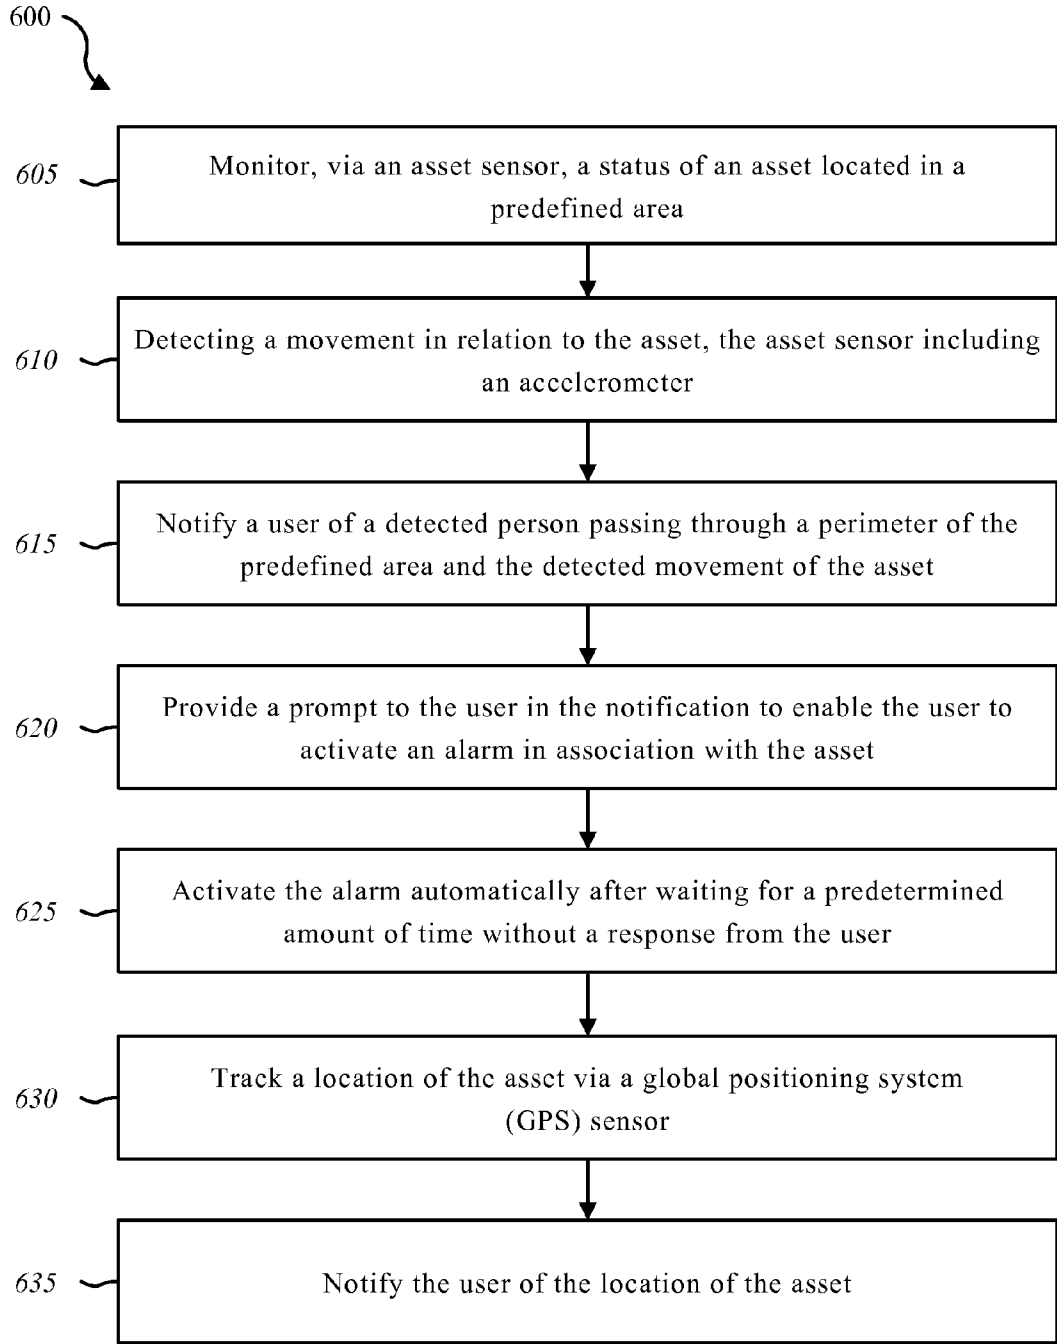 600
605
Monitor, via an asset sensor, a status of an asset located in a
predefined area
610
Detecting a movement in relation to the asset, the asset sensor including
an accelerometer
615
Notify a user of a detected person passing through a perimeter of the
predefined area and the detected movement of the asset
620
Provide a prompt to the user in the notification to enable the user to
activate an alarm in association with the asset
625
Activate the alarm automatically after waiting for a predetermined
amount of time without a response from the user
630
Track a location of the asset via a global positioning system
(GPS) sensor
635
Notify the user of the location of the asset